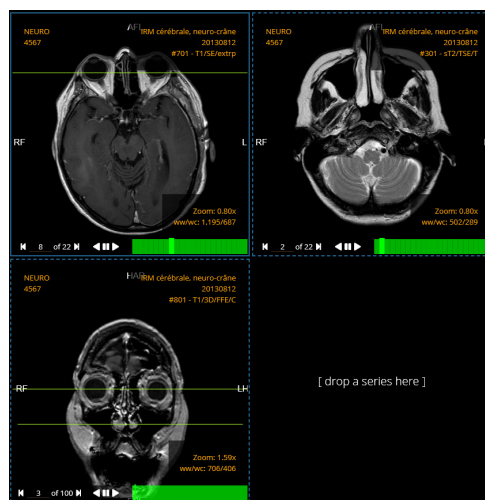 NEURO
4567
AFI
IRM cérébrale, neuro-crâne
20130812
#701 - T1/SE/extrp
RF
L
Zoom: 0.80x
ww/wc: 1,195/687
8 of 22
NEURO
4567
AFI
IRM cérébrale, neuro-crâne
20130812
#301 - sT2/TSE/T
RF
L
Zoom: 0.80x
ww/wc: 502/289
2 of 22
NEURO
4567
IRM cérébrale, neuro-crâne
20130812
#801 - T1/3D/FFE/C
RF
LH
Zoom: 1.59x
ww/wc: 706/406
3 of 100
[ drop a series here ]